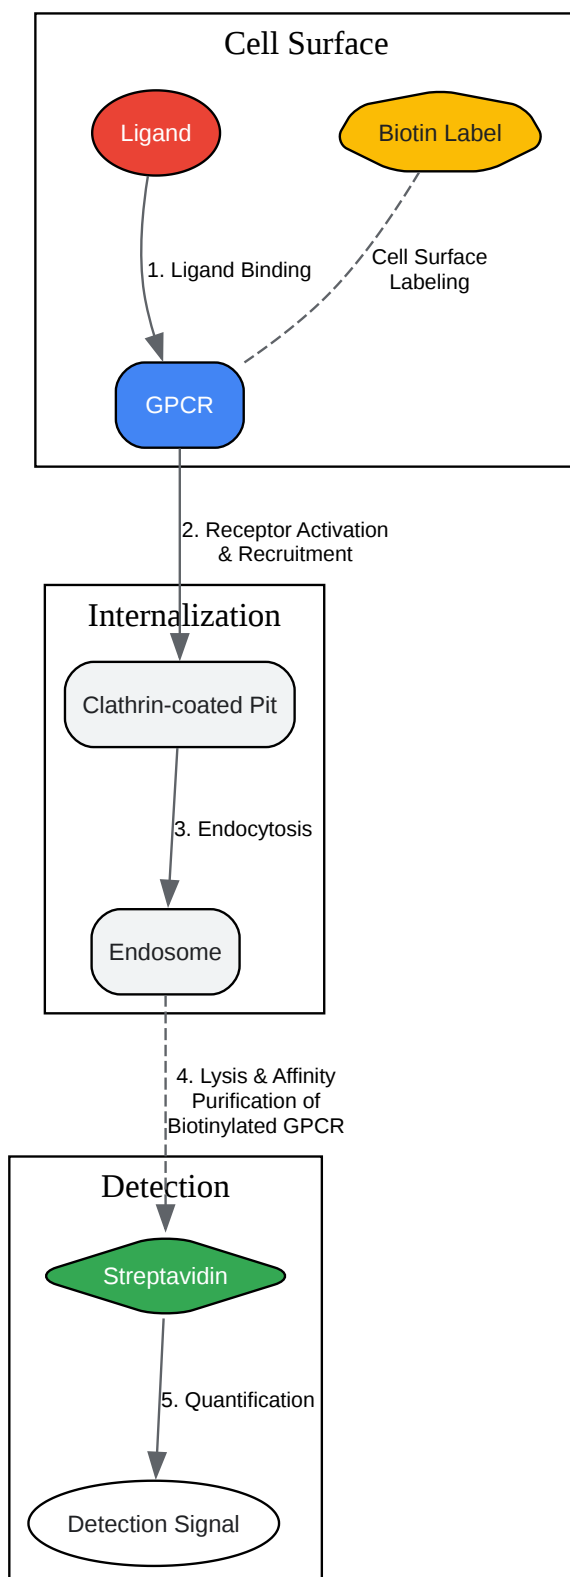 Cell Surface
Ligand
Biotin Label
1. Ligand Binding
Cell Surface
Labeling
GPCR
2. Receptor Activation
& Recruitment
Internalization
Clathrin-coated Pit
3. Endocytosis
Endosome
4. Lysis & Affinity
Purification of
Biotinylated GPCR
Detection
Streptavidin
5. Quantification
Detection Signal